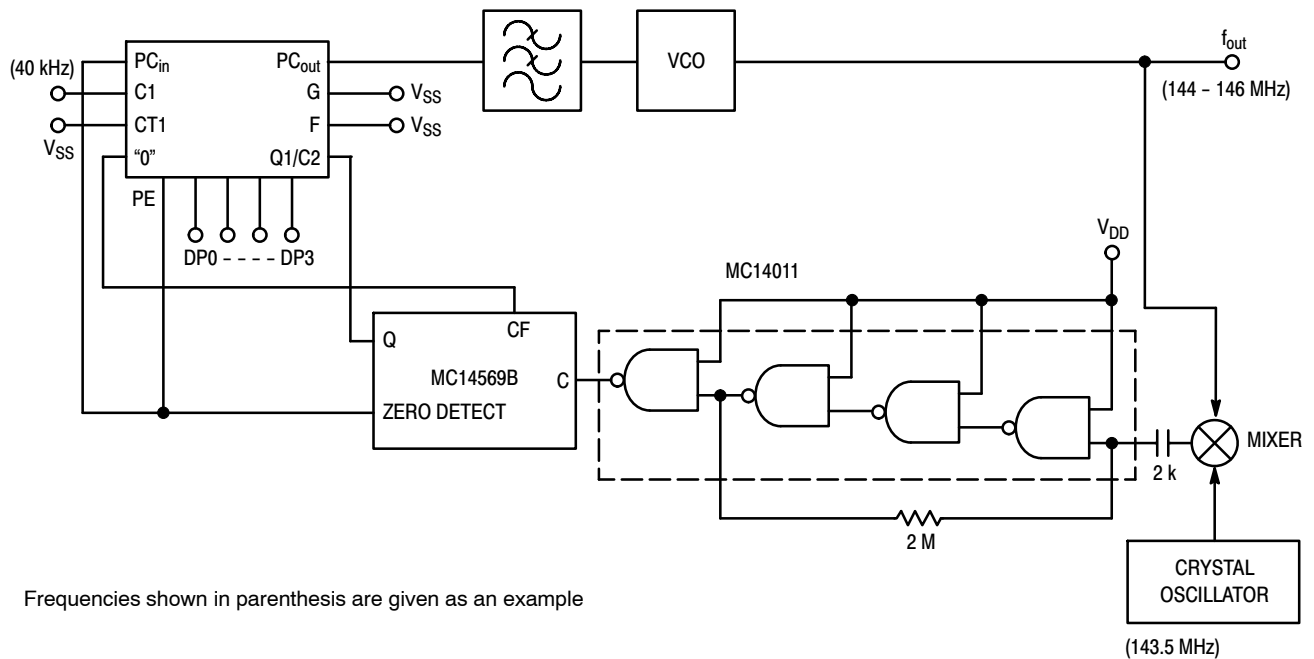 (40 kHz)
PCin
PCout
C1
G
VSS
CT1
F
VSS
VSS
“0”
Q1/C2
PE
DP0 – – – – DP3
VCO
fout
(144 – 146 MHz)
VDD
MC14011
CF
Q
MC14569B
C
ZERO DETECT
MIXER
2 k
2 M
CRYSTAL
OSCILLATOR
(143.5 MHz)
Frequencies shown in parenthesis are given as an example